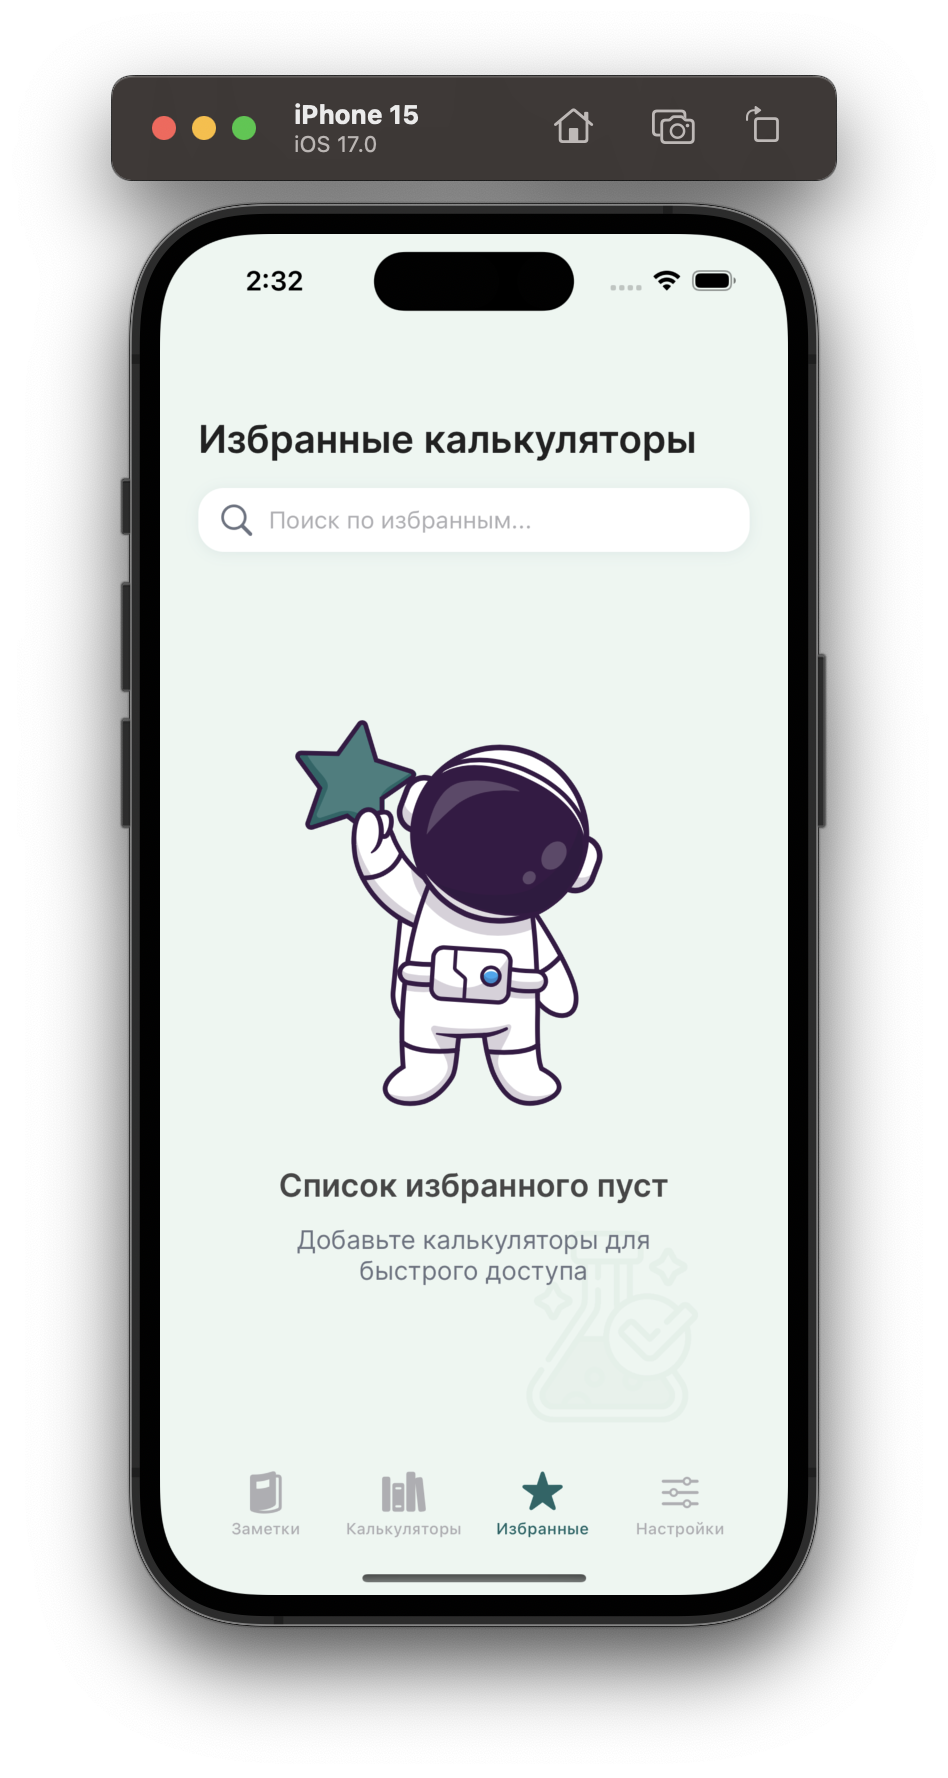 iPhone 15
iOS 17.0
2:32
Избранные калькуляторы
Поиск по избранным...
Список избранного пуст
Добавьте калькуляторы для
быстрого доступа
Заметки
Калькуляторы
Избранные
Настройки